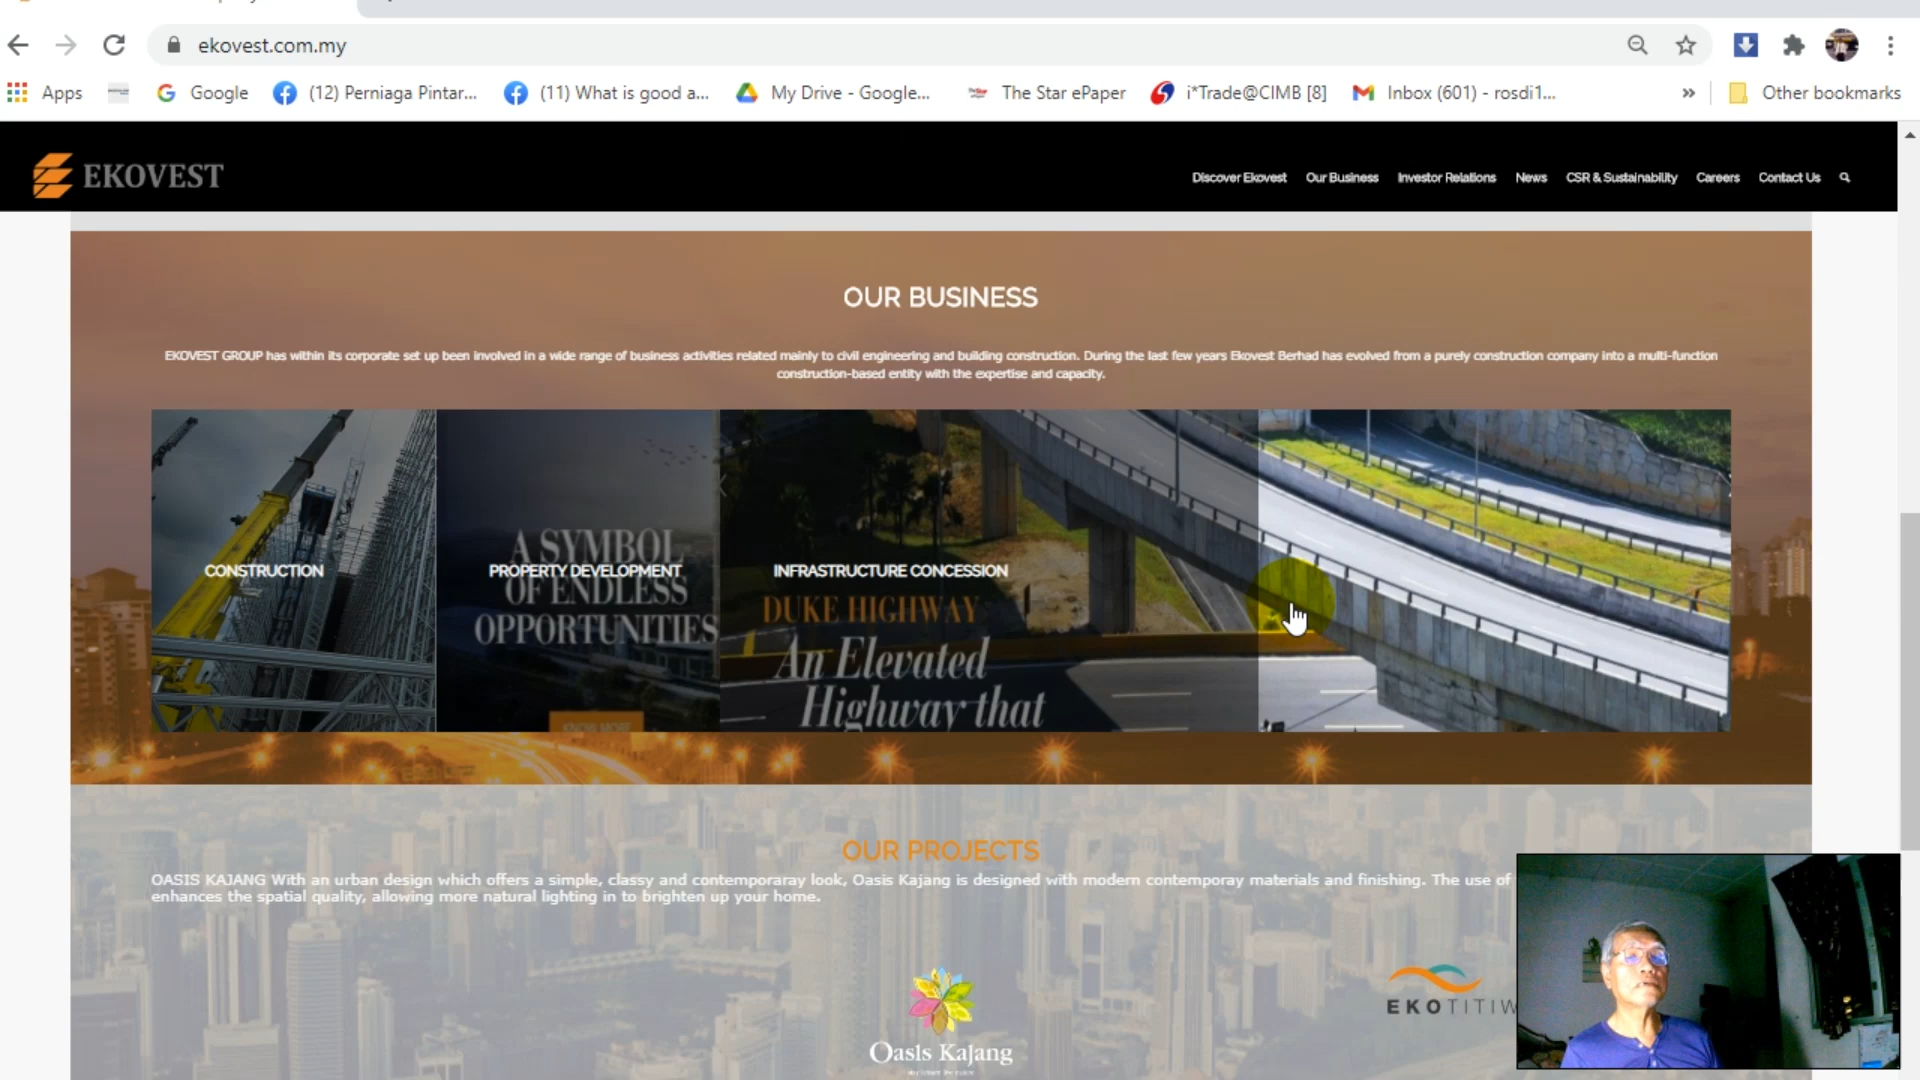 ekovest.com.my
Apps
Google
(12) Perniaga Pintar...
(11) What is good a...
My Drive - Google...
The Star ePaper
i*Trade@CIMB [8]
Inbox (601) - rosdi1...
»
Other bookmarks
EKOVEST
Discover Ekovest
Our Business
Investor Relations
News
CSR & Sustainability
Careers
Contact Us
OUR BUSINESS
EKOVEST GROUP has within its corporate set up been involved in a wide range of business activities related mainly to civil engineering and building construction. During the last few years Ekovest Berhad has evolved from a purely construction company into a multi-function
construction-based entity with the expertise and capacity.
CONSTRUCTION
A SYMBOL
PROPERTY DEVELOPMENT
OF ENDLESS
OPPORTUNITIES
KNOW MORE
INFRASTRUCTURE CONCESSION
DUKE HIGHWAY
An Elevated
Highway that
OUR PROJECTS
OASIS KAJANG With an urban design which offers a simple, classy and contemporaray look, Oasis Kajang is designed with modern contemporay materials and finishing. The use of
enhances the spatial quality, allowing more natural lighting in to brighten up your home.
EKOTITIW
Oasis Kajang